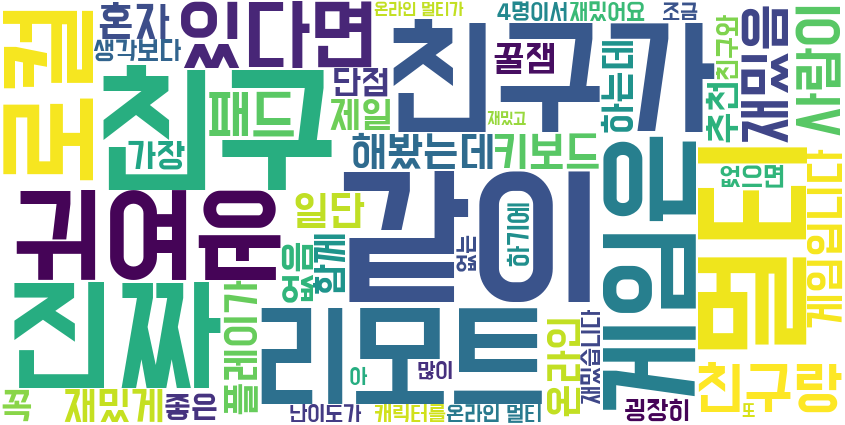 혼자
있다면
온라인 멀티가
4명이서
재밌어요
조금
생각보다
로컬
친구
친구가
꿀잼
하는데
추천
친구와
재밌음
사람이
단점
패드
제일
가장
해봤는데
키보드
없으면
귀여운
같이
게임은
멀티
게임입니다
일단
하기에
없는
없음
함께
진짜
플레이가
리모트
온라인
재밌습니다
재밌고
아
많이
친구랑
꼭
재밌게
좋은
난이도가
캐릭터를
온라인 멀티
굉장히
또